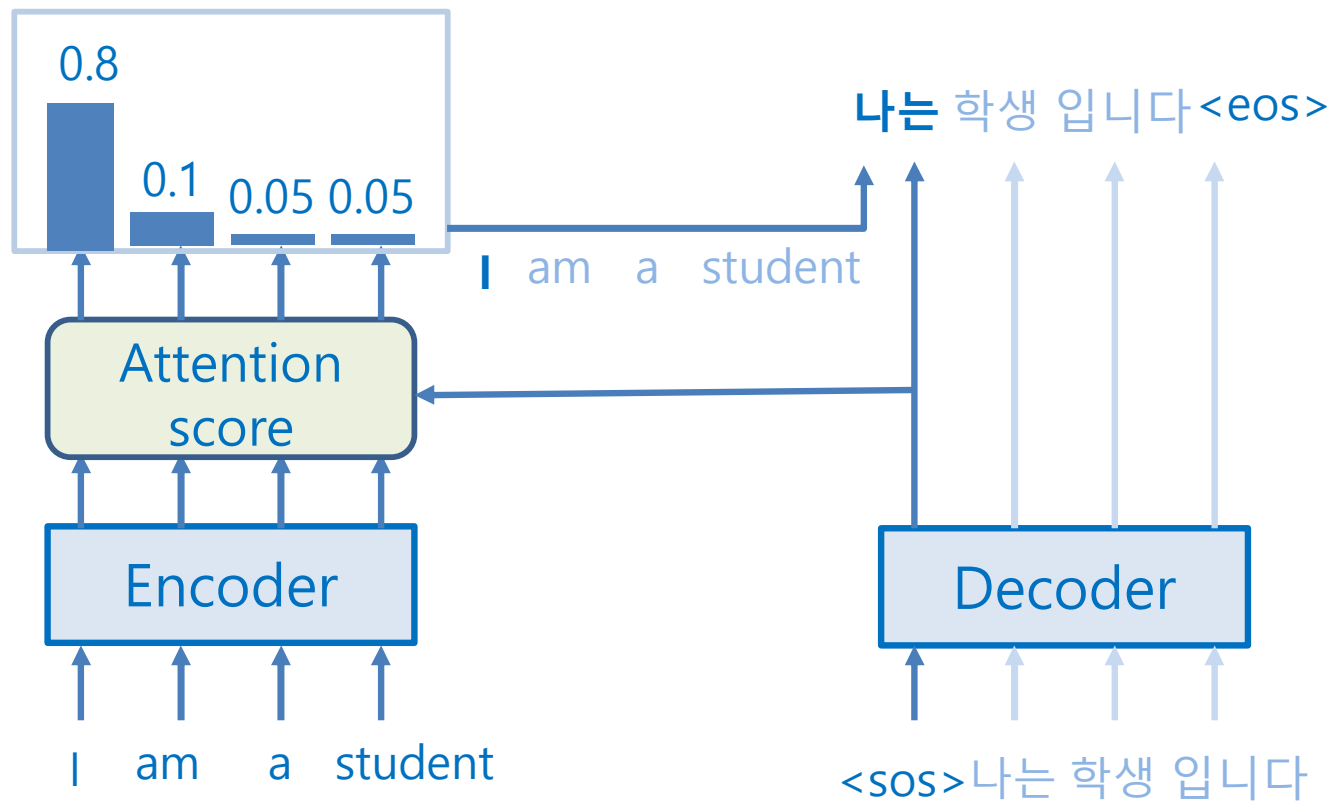 0.8
0.1 0.05 0.05
나는 학생 입니다 <eos>
I am a student
Attention
score
Encoder
Decoder
I am a student
<sos> 나는 학생 입니다